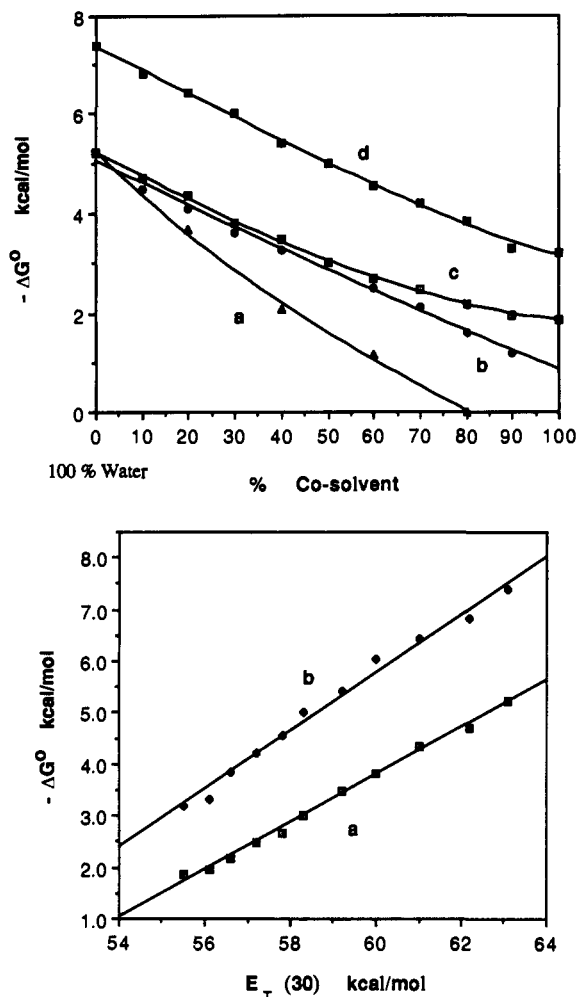 8
6
4
2
0
- ΔG° kcal/mol
d
c
b
a
0 10 20 30 40 50 60 70 80 90 100
100 % Water
% Co-solvent
8.0
7.0
6.0
5.0
4.0
3.0
2.0
1.0
- ΔG° kcal/mol
b
a
54 56 58 60 62 64
E_T (30) kcal/mol